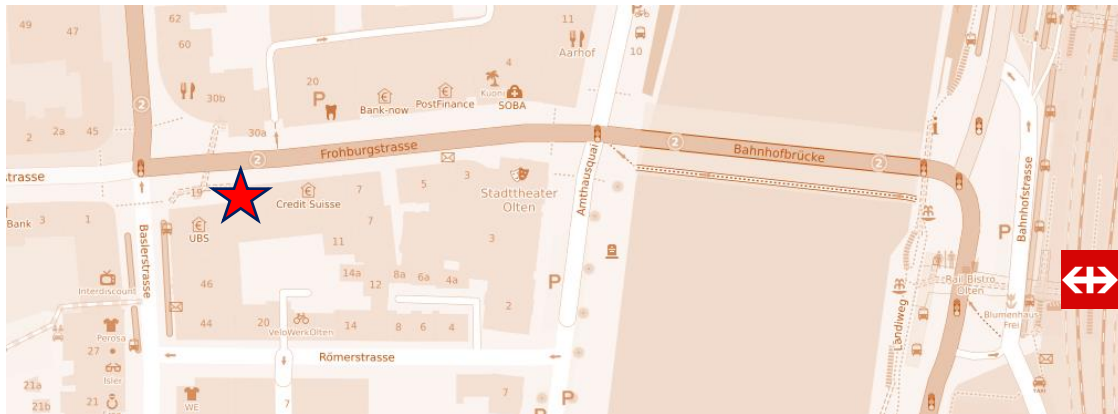 49
47
62
60
2
2a
45
30b
30a
20
P
Bank-now
PostFinance
Kuoni
SOBA
4
11
Aarhof
10
2
2
Frohburgstrasse
2
Bahnhofbrücke
2
strasse
3
Bank
1
19
UBS
Credit Suisse
7
7
5
3
Stadttheater
Olten
3
2
Amthausquai
P
P
P
Baslerstrasse
46
44
11
14a
12
8a
6a
4a
20
VeloWerkOlten
14
8
6
4
Römerstrasse
7
7
Interdiscount
Perosa
27
Isler
21
21a
21b
WE
i
Ländiweg
P
Bahnhofstrasse
Rail Bistro
Olten
Blumenhaus
Frei
TAXI